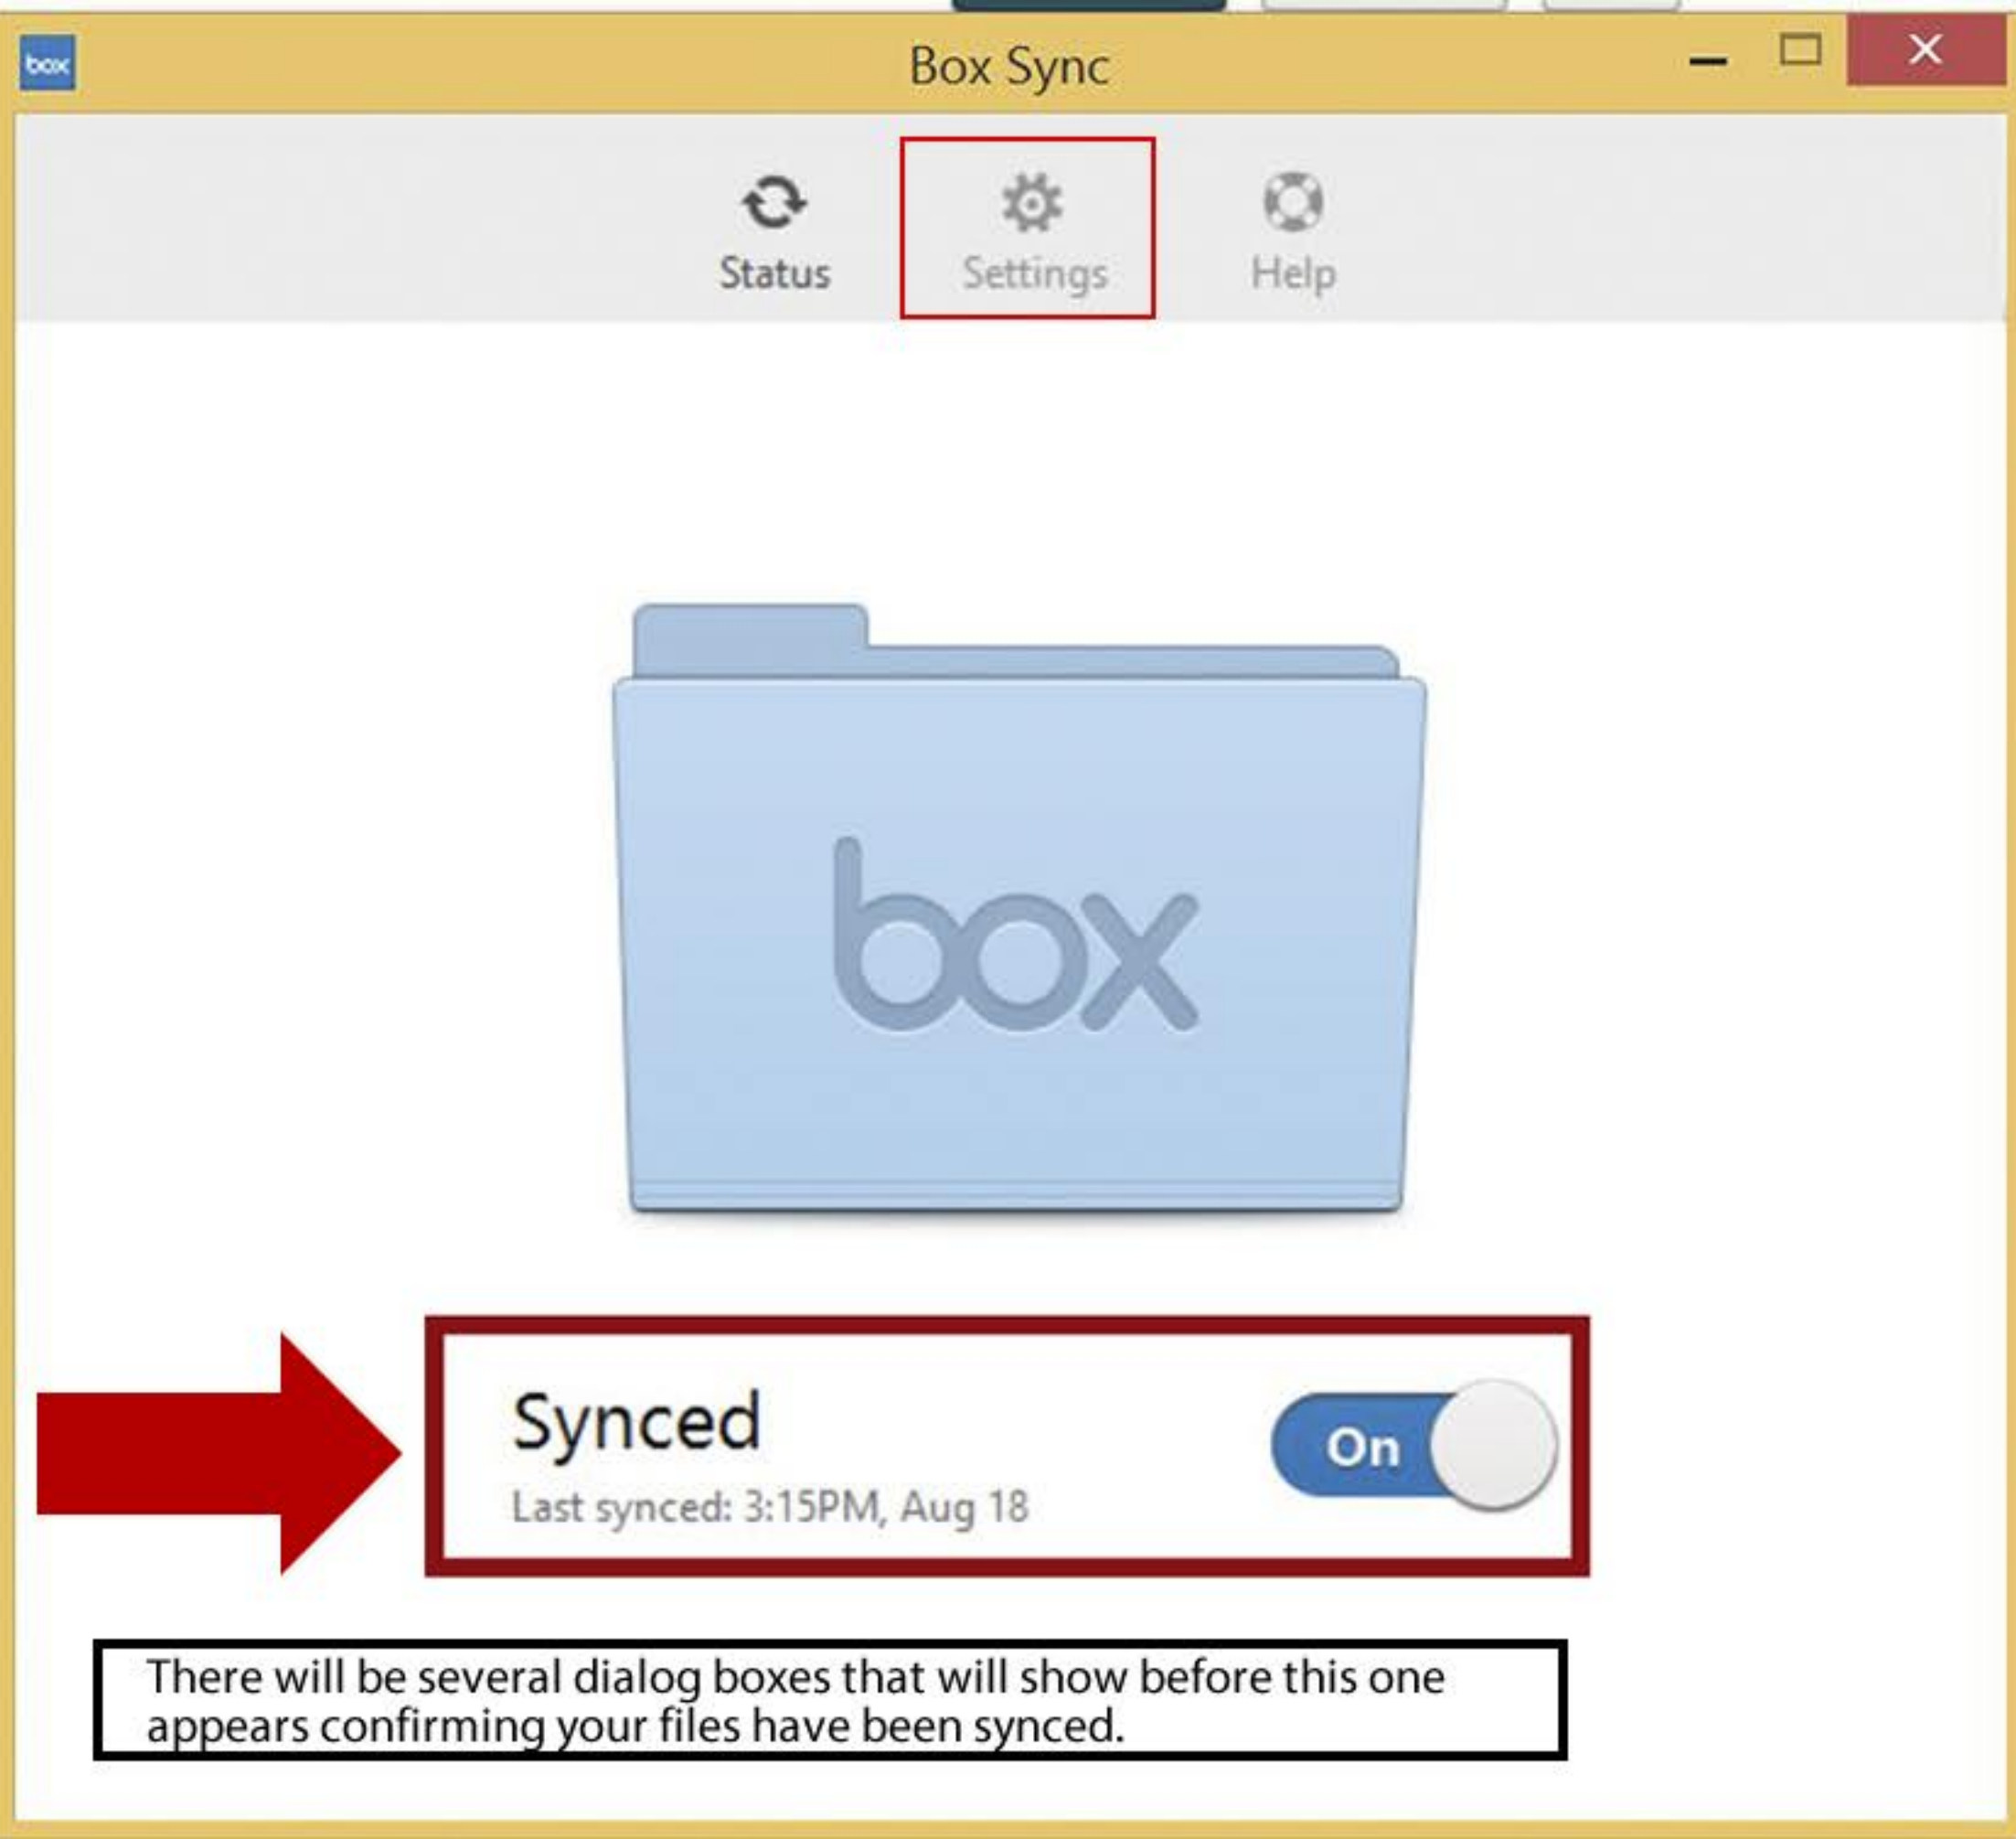 box
Box Sync
Status
Settings
Help
box
Synced
On
Last synced: 3:15PM, Aug 18
There will be several dialog boxes that will show before this one
appears confirming your files have been synced.